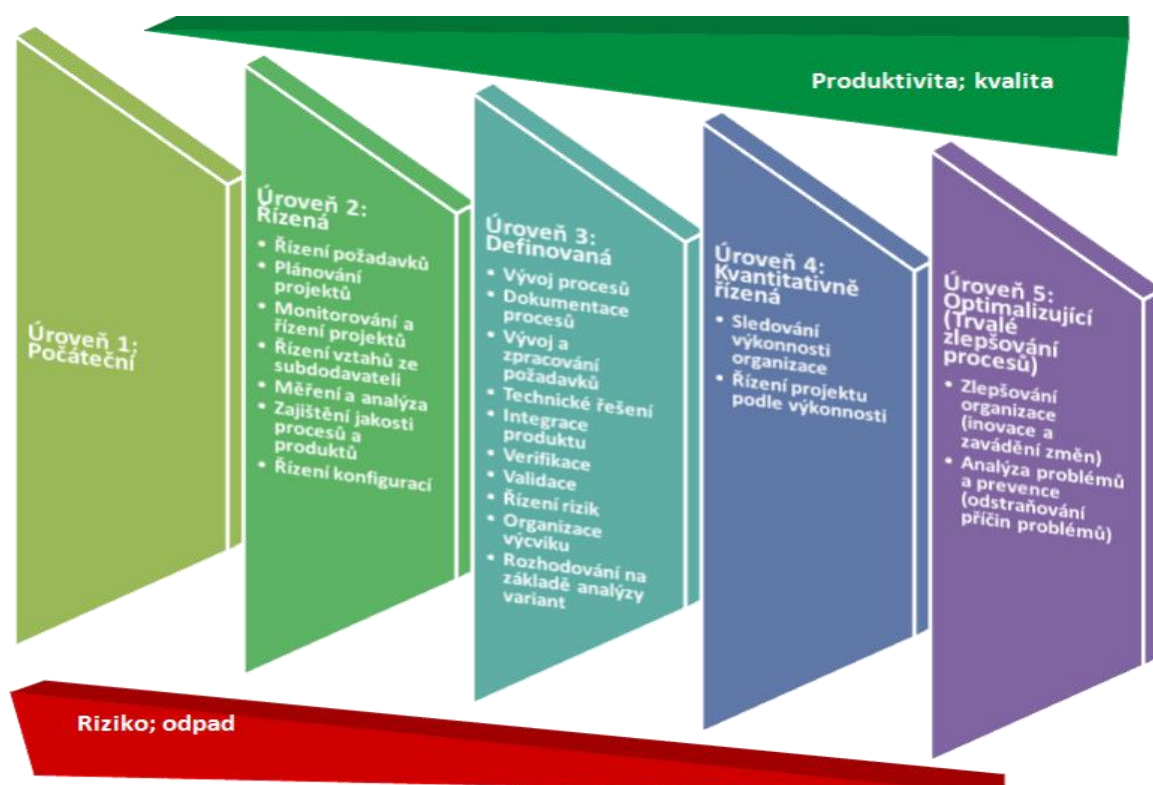 Produktivita; kvalita
Úroveň 1:
Počáteční
Úroveň 2:
Řízená
• Řízení požadavků
• Plánování
projektů
• Monitorování a
řízení projektů
• Řízení vztahů ze
subdodavateli
• Měření a analýza
• Zajištění jakosti
procesů a
produktů
• Řízení konfigurací
Úroveň 3:
Definovaná
• Vývoj procesů
• Dokumentace
procesů
• Vývoj a
zpracování
požadavků
• Technické řešení
• Integrace
produktu
• Verifikace
• Validace
• Řízení rizik
• Organizace
výcviku
• Rozhodování na
základě analýzy
variant
Úroveň 4:
Kvantitativně
řízená
• Sledování
výkonnosti
organizace
• Řízení projektu
podle výkonnosti
Úroveň 5:
Optimalizující
(Trvalé
zlepšování
procesů)
• Zlepšování
organizace
(inovace a
zavádění změn)
• Analýza problémů
a prevence
(odstraňování
příčin problémů)
Riziko; odpad